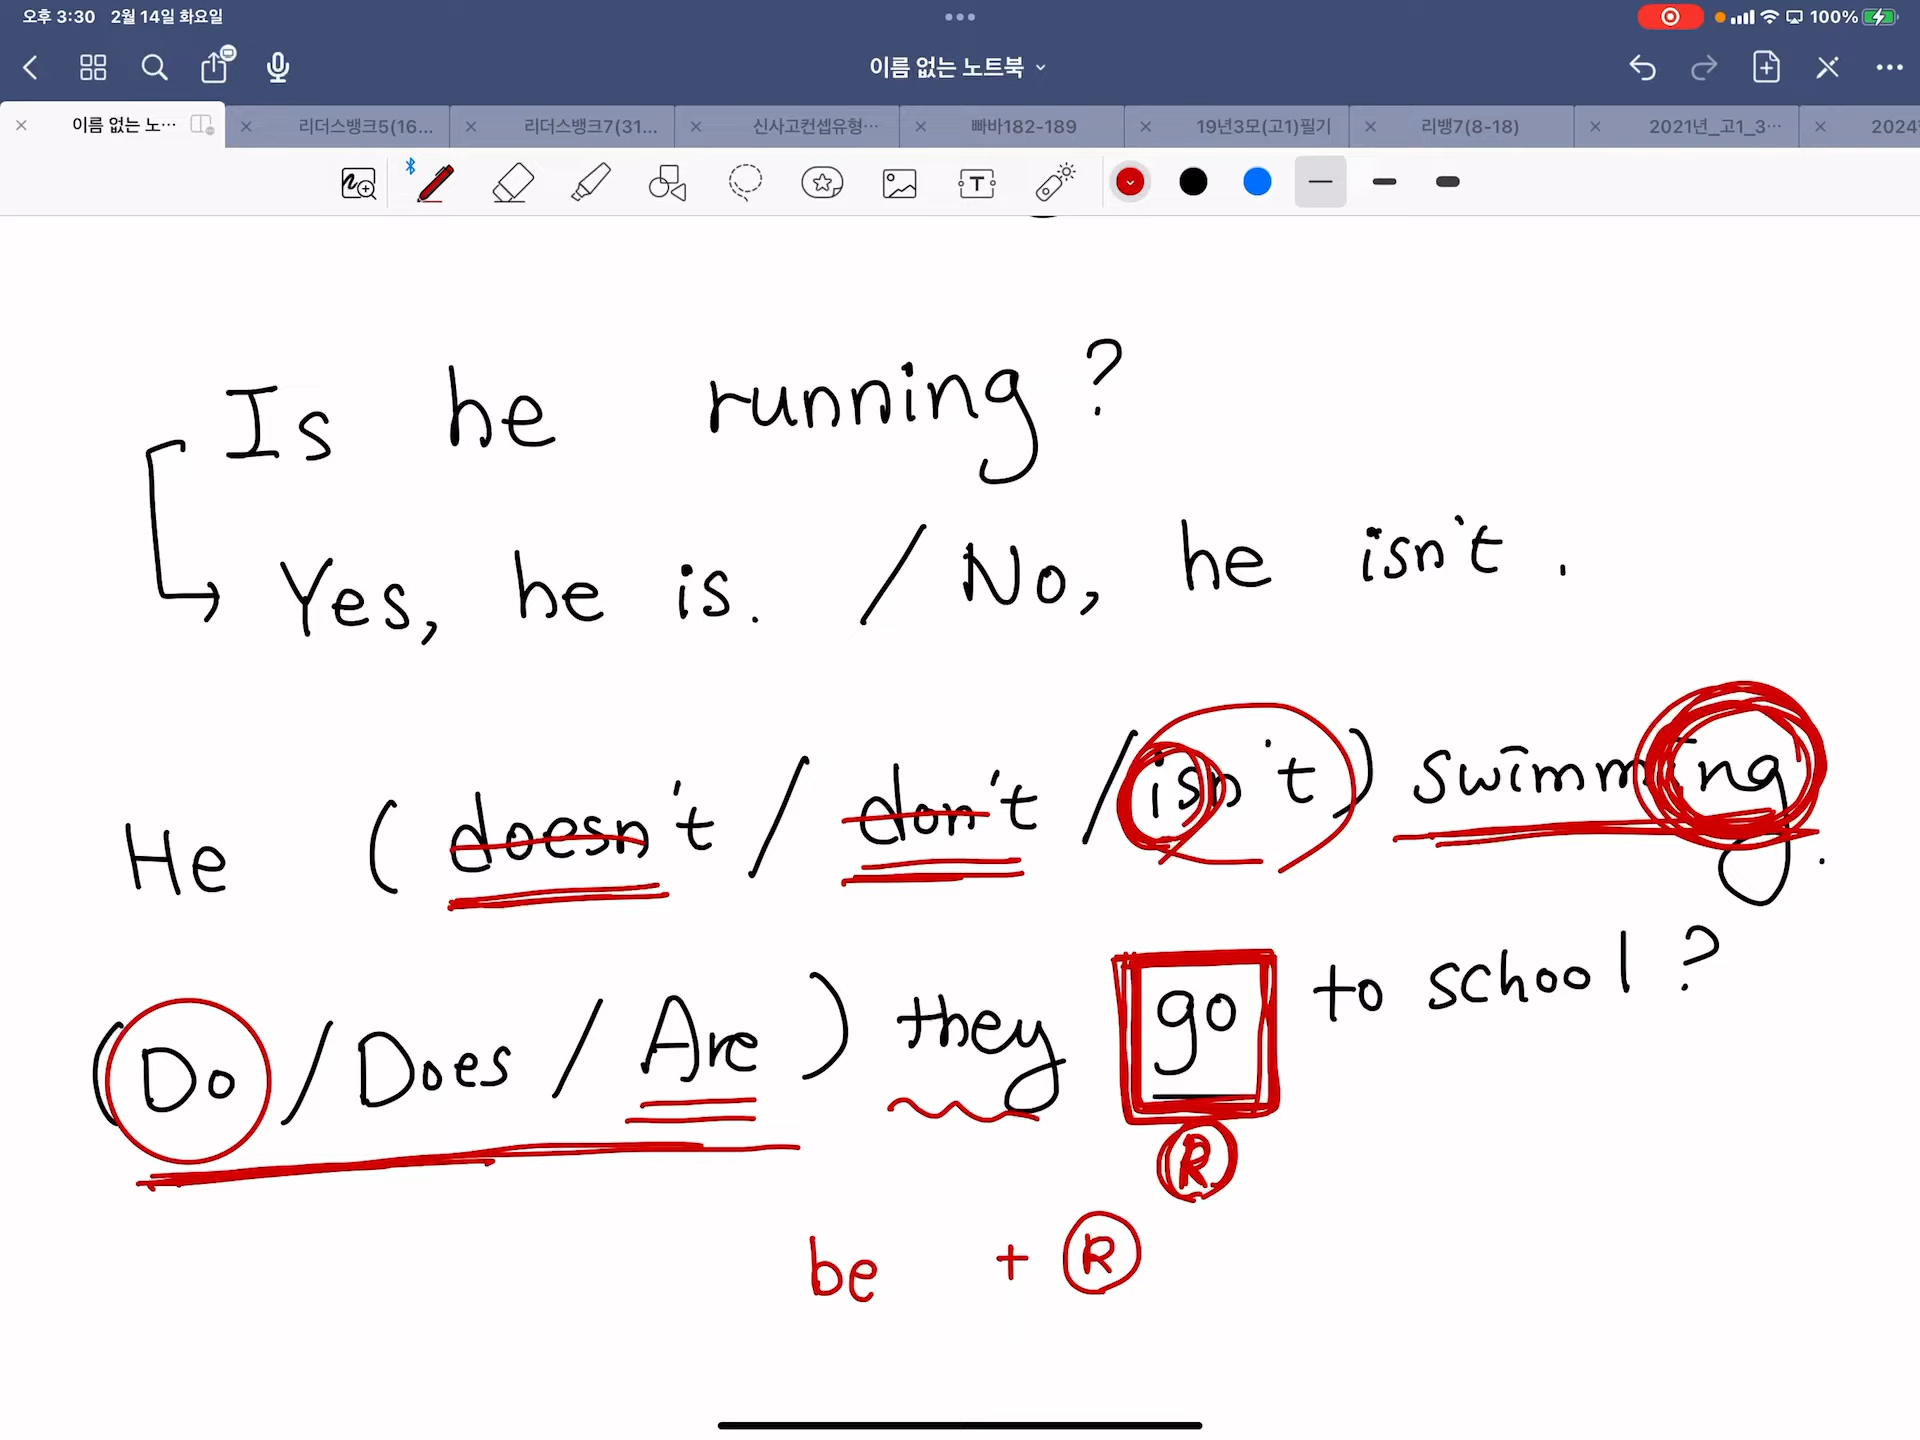 오후 3:30 2월 14일 화요일
100%
이름 없는 노트북
이름 없는 노… 리더스뱅크5(16... 리더스뱅크7(31... 신사고컨셉유형… 빠바182-189 19년3모(고1)필기 리뱅7(8-18) 2021년_고1_3… 2024
T
Is he running?
Yes, he is. / No, he isn't.
He ( doesn't / don't / isn't) swimming.
(Do / Does / Are ) they go to school?
R
be + R